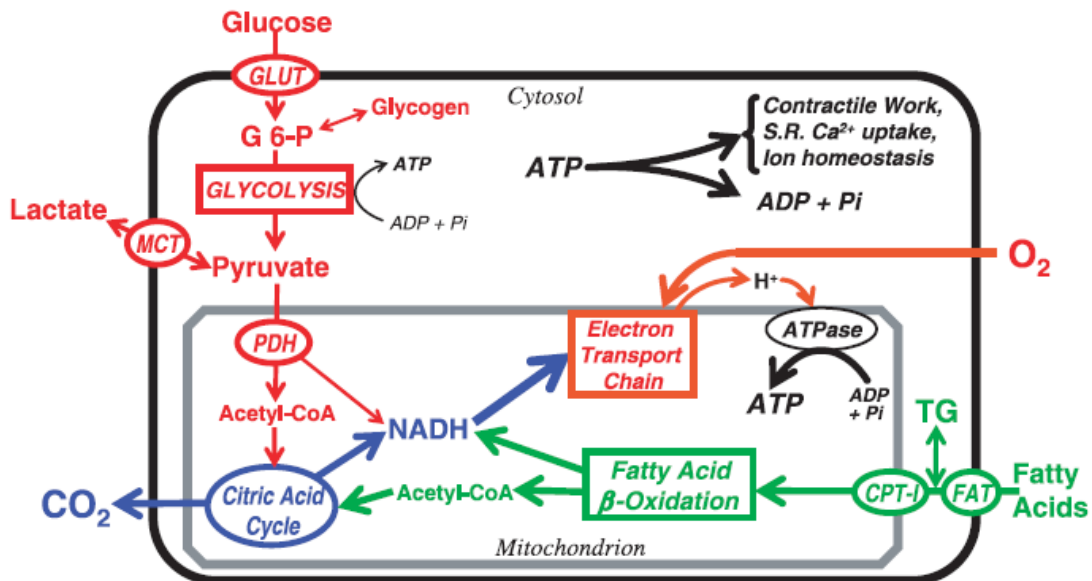 Glucose
GLUT
Cytosol
G 6-P
Glycogen
ATP
GLYCOLYSIS
ADP + Pi
ATP
Contractile Work,
S.R. Ca²⁺ uptake,
Ion homeostasis
ADP + Pi
Lactate
MCT
Pyruvate
O₂
H⁺
PDH
Electron
Transport
Chain
ATPase
ATP
ADP
+ Pi
Acetyl-CoA
NADH
TG
CO₂
Citric Acid
Cycle
Acetyl-CoA
Fatty Acid
β-Oxidation
CPT-I
FAT
Fatty
Acids
Mitochondrion